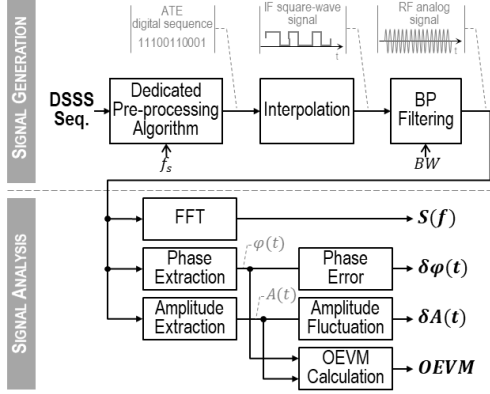 SIGNAL GENERATION
ATE
digital sequence
11100110001
IF square-wave
signal
t
RF analog
signal
t
DSSS
Seq.
Dedicated
Pre-processing
Algorithm
Interpolation
BP
Filtering
fs
BW
SIGNAL ANALYSIS
FFT
S(f)
Phase
Extraction
φ(t)
Phase
Error
δφ(t)
Amplitude
Extraction
A(t)
Amplitude
Fluctuation
δA(t)
OEVM
Calculation
OEVM